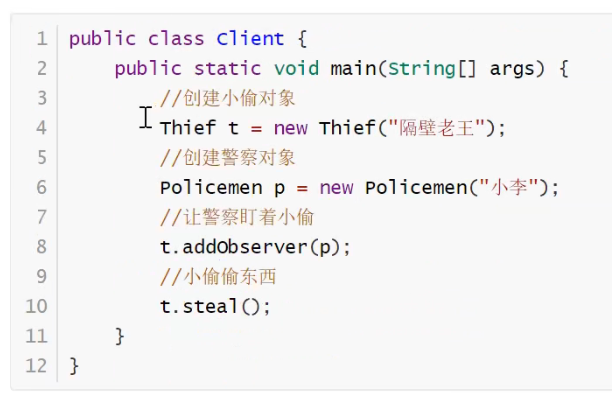 1 public class Client {
2 public static void main(String[] args) {
3 //创建小偷对象
4 Thief t = new Thief("隔壁老王");
5 //创建警察对象
6 Policemen p = new Policemen("小李");
7 //让警察盯着小偷
8 t.addObserver(p);
9 //小偷偷东西
10 t.steal();
11 }
12 }